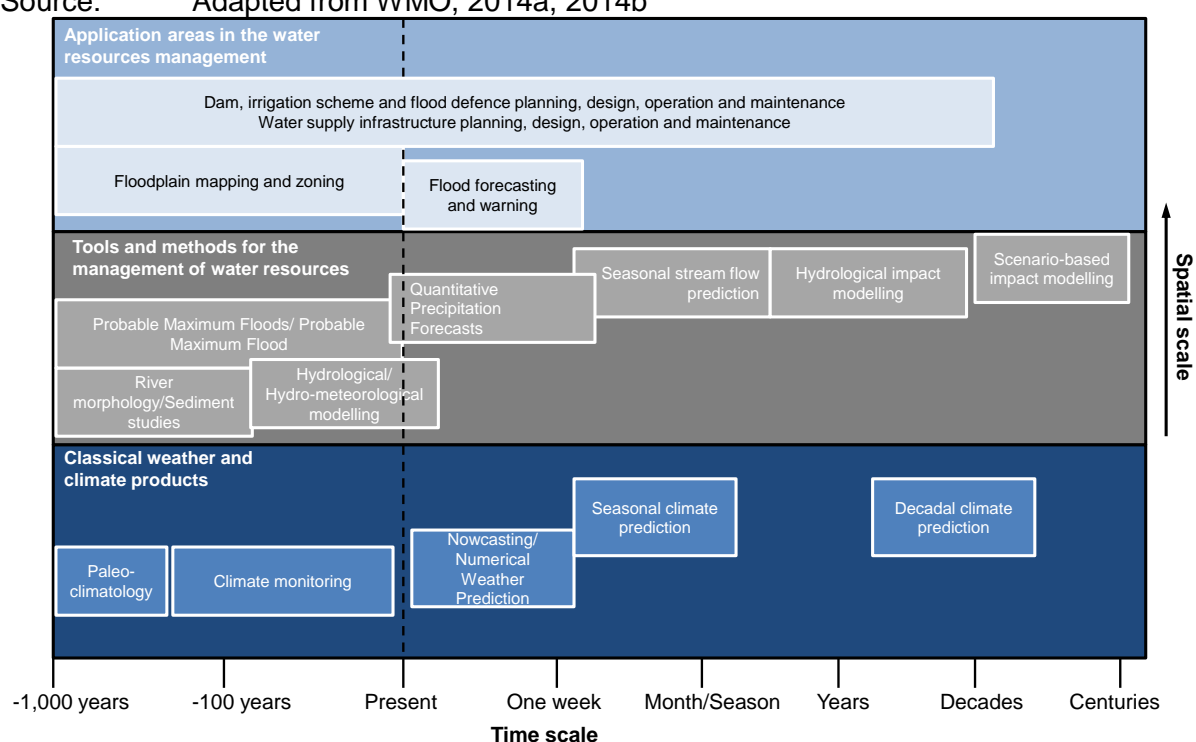 Source: Adapted from WMO, 2014a, 2014b
Application areas in the water
resources management
Dam, irrigation scheme and flood defence planning, design, operation and maintenance
Water supply infrastructure planning, design, operation and maintenance
Floodplain mapping and zoning
Flood forecasting
and warning
Tools and methods for the
management of water resources
Seasonal stream flow
prediction
Hydrological impact
modelling
Scenario-based
impact modelling
Quantitative
Precipitation
Forecasts
Probable Maximum Floods/ Probable
Maximum Flood
River
morphology/Sediment
studies
Hydrological/
Hydro-meteorological
modelling
Spatial scale
Classical weather and
climate products
Seasonal climate
prediction
Decadal climate
prediction
Nowcasting/
Numerical
Weather
Prediction
Paleo-
climatology
Climate monitoring
-1,000 years
-100 years
Present
One week
Month/Season
Years
Decades
Centuries
Time scale